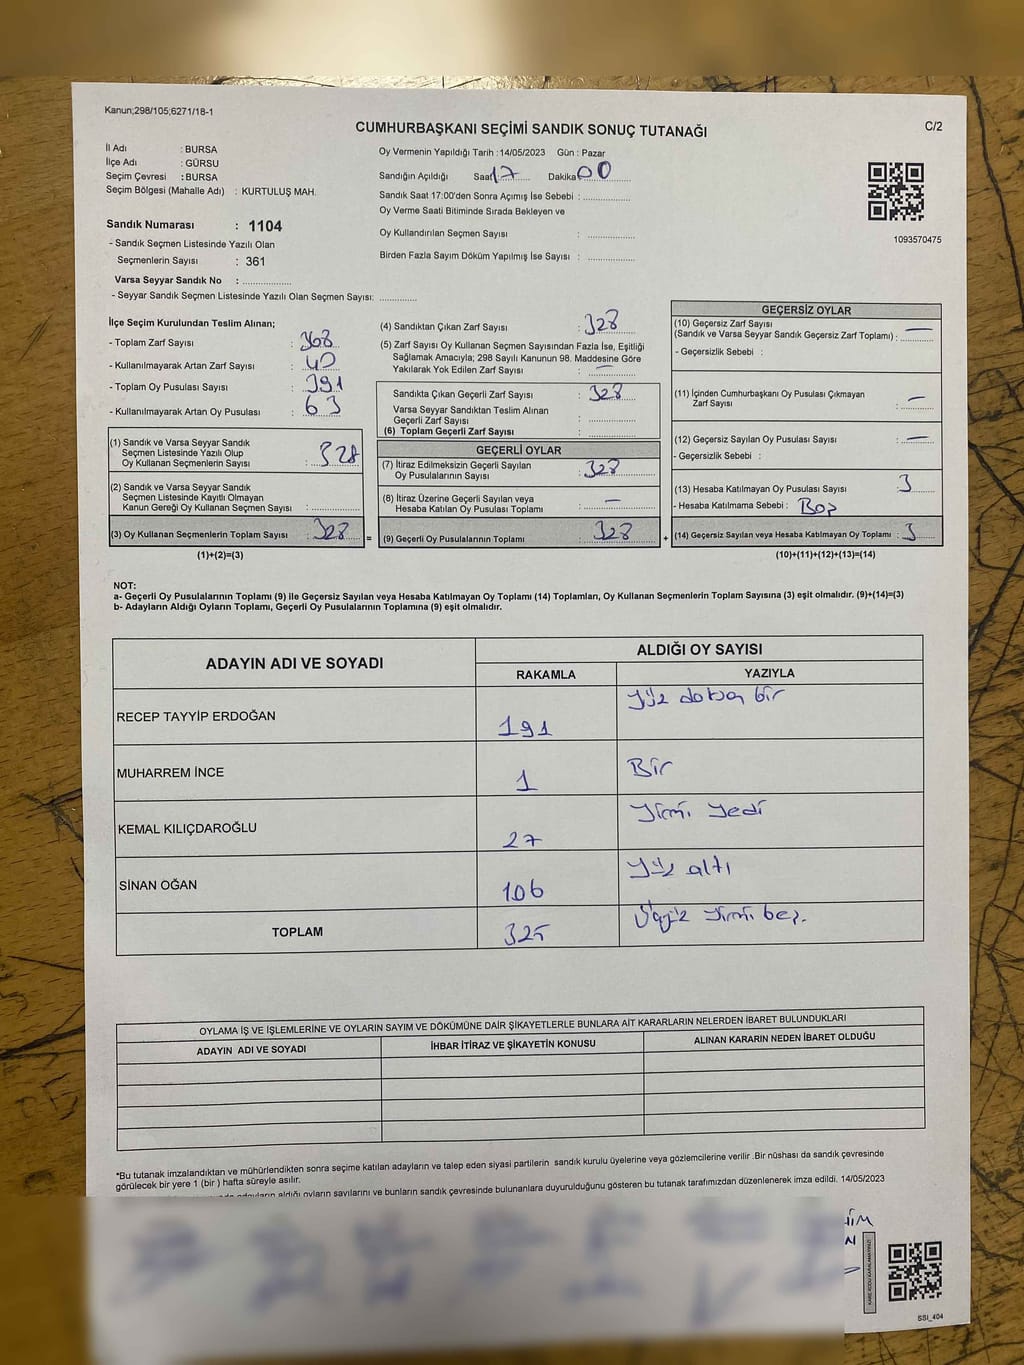 Kanun;298/105;6271/18-1
CUMHURBAŞKANI SEÇİMİ SANDIK SONUÇ TUTANAĞI
C/2
İl Adı : BURSA
İlçe Adı : GÜRSU
Seçim Çevresi : BURSA
Seçim Bölgesi (Mahalle Adı) : KURTULUŞ MAH.
Oy Vermenin Yapıldığı Tarih :14/05/2023 Gün : Pazar
Sandığın Açıldığı Saat 17 Dakika 00
Sandık Saat 17:00'den Sonra Açımış İse Sebebi : ................
Oy Verme Saati Bitiminde Sırada Bekleyen ve
Oy Kullandırılan Seçmen Sayısı : ................
Birden Fazla Sayım Döküm Yapılmış İse Sayısı : ................
1093570475
Sandık Numarası : 1104
- Sandık Seçmen Listesinde Yazılı Olan
Seçmenlerin Sayısı : 361
Varsa Seyyar Sandık No : ................
- Seyyar Sandık Seçmen Listesinde Yazılı Olan Seçmen Sayısı: ............
İlçe Seçim Kurulundan Teslim Alınan;
- Toplam Zarf Sayısı : 368
- Kullanılmayarak Artan Zarf Sayısı : 40
- Toplam Oy Pusulası Sayısı : 391
- Kullanılmayarak Artan Oy Pusulası : 63
(1) Sandık ve Varsa Seyyar Sandık
Seçmen Listesinde Yazılı Olup
Oy Kullanan Seçmenlerin Sayısı : 328
(2) Sandık ve Varsa Seyyar Sandık
Seçmen Listesinde Kayıtlı Olmayan
Kanun Gereği Oy Kullanan Seçmen Sayısı : ............
(3) Oy Kullanan Seçmenlerin Toplam Sayısı : 328
(1)+(2)=(3)
(4) Sandıktan Çıkan Zarf Sayısı : 328
(5) Zarf Sayısı Oy Kullanan Seçmen Sayısından Fazla İse, Eşitliği
Sağlamak Amacıyla; 298 Sayılı Kanunun 98. Maddesine Göre
Yakılarak Yok Edilen Zarf Sayısı : —
Sandıkta Çıkan Geçerli Zarf Sayısı : 328
Varsa Seyyar Sandıktan Teslim Alınan
Geçerli Zarf Sayısı : ............
(6) Toplam Geçerli Zarf Sayısı : ............
GEÇERLİ OYLAR
(7) İtiraz Edilmeksizin Geçerli Sayılan
Oy Pusulalarının Sayısı : 328
(8) İtiraz Üzerine Geçerli Sayılan veya
Hesaba Katılan Oy Pusulası Toplamı : —
= (9) Geçerli Oy Pusulalarının Toplamı : 328 +
GEÇERSİZ OYLAR
(10) Geçersiz Zarf Sayısı
(Sandık ve Varsa Seyyar Sandık Geçersiz Zarf Toplamı) : —
- Geçersizlik Sebebi :
(11) İçinden Cumhurbaşkanı Oy Pusulası Çıkmayan
Zarf Sayısı : —
(12) Geçersiz Sayılan Oy Pusulası Sayısı : —
- Geçersizlik Sebebi :
(13) Hesaba Katılmayan Oy Pusulası Sayısı : 3
- Hesaba Katılmama Sebebi : Boş
(14) Geçersiz Sayılan veya Hesaba Katılmayan Oy Toplamı : 3
(10)+(11)+(12)+(13)=(14)
NOT:
a- Geçerli Oy Pusulalarının Toplamı (9) ile Geçersiz Sayılan veya Hesaba Katılmayan Oy Toplamı (14) Toplamları, Oy Kullanan Seçmenlerin Toplam Sayısına (3) eşit olmalıdır. (9)+(14)=(3)
b- Adayların Aldığı Oyların Toplamı, Geçerli Oy Pusulalarının Toplamına (9) eşit olmalıdır.
ADAYIN ADI VE SOYADI
ALDIĞI OY SAYISI
RAKAMLA YAZIYLA
RECEP TAYYİP ERDOĞAN 191 Yüz doksan bir
MUHARREM İNCE 1 Bir
KEMAL KILIÇDAROĞLU 27 Yirmi yedi
SİNAN OĞAN 106 Yüz altı
TOPLAM 325 Üçyüz yirmi beş.
OYLAMA İŞ VE İŞLEMLERİNE VE OYLARIN SAYIM VE DÖKÜMÜNE DAİR ŞİKAYETLERLE BUNLARA AİT KARARLARIN NELERDEN İBARET BULUNDUKLARI
ADAYIN ADI VE SOYADI İHBAR İTİRAZ VE ŞİKAYETİN KONUSU ALINAN KARARIN NEDEN İBARET OLDUĞU
*Bu tutanak imzalandıktan ve mühürlendikten sonra seçime katılan adayların ve talep eden siyasi partilerin sandık kurulu üyelerine veya gözlemcilerine verilir .Bir nüshası da sandık çevresinde
görülecek bir yere 1 (bir ) hafta süreyle asılır.
adayların aldığı oyların sayılarını ve bunların sandık çevresinde bulunanlara duyurulduğunu gösteren bu tutanak tarafımızdan düzenlenerek imza edildi. 14/05/2023
SSI_404